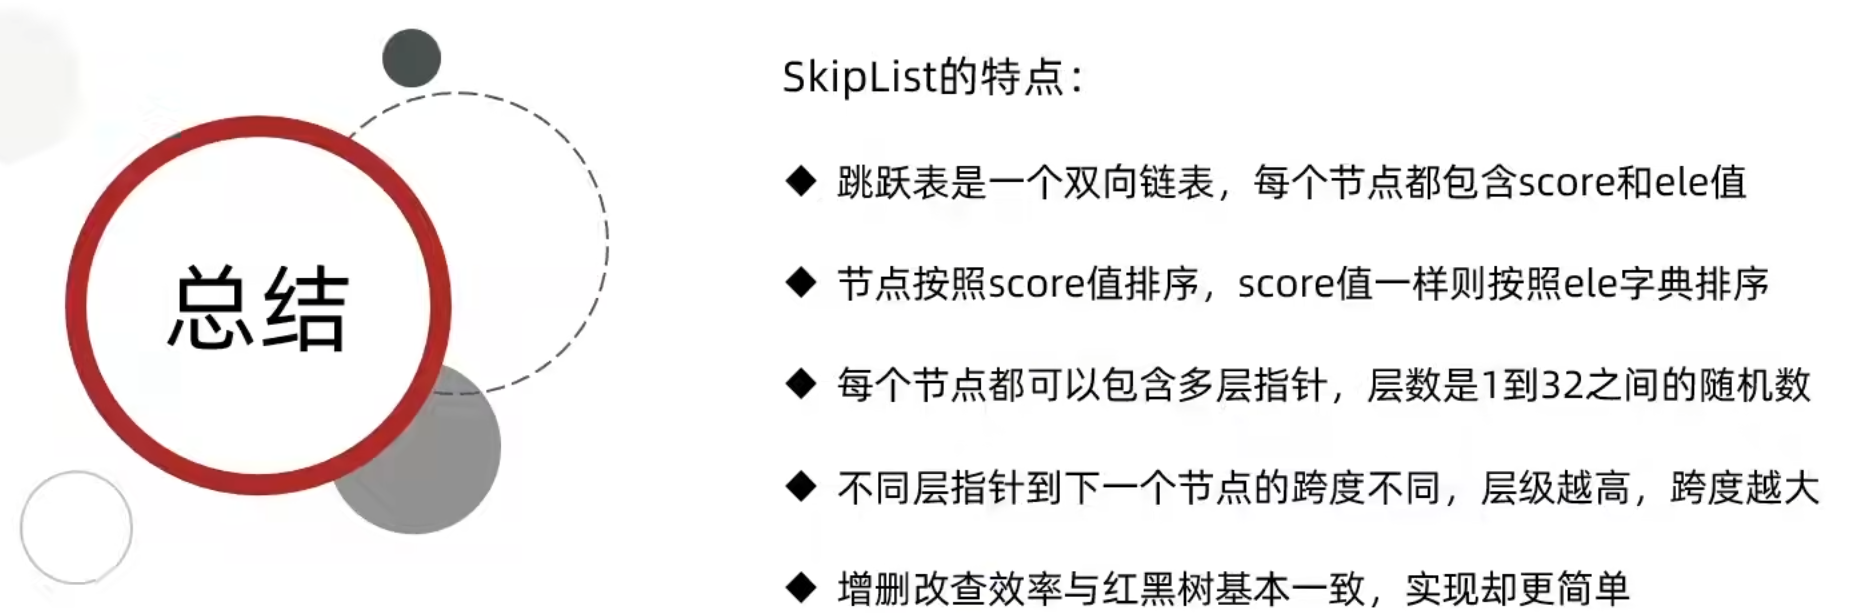 总结
SkipList的特点：
◆ 跳跃表是一个双向链表，每个节点都包含score和ele值
◆ 节点按照score值排序，score值一样则按照ele字典排序
◆ 每个节点都可以包含多层指针，层数是1到32之间的随机数
◆ 不同层指针到下一个节点的跨度不同，层级越高，跨度越大
◆ 增删改查效率与红黑树基本一致，实现却更简单